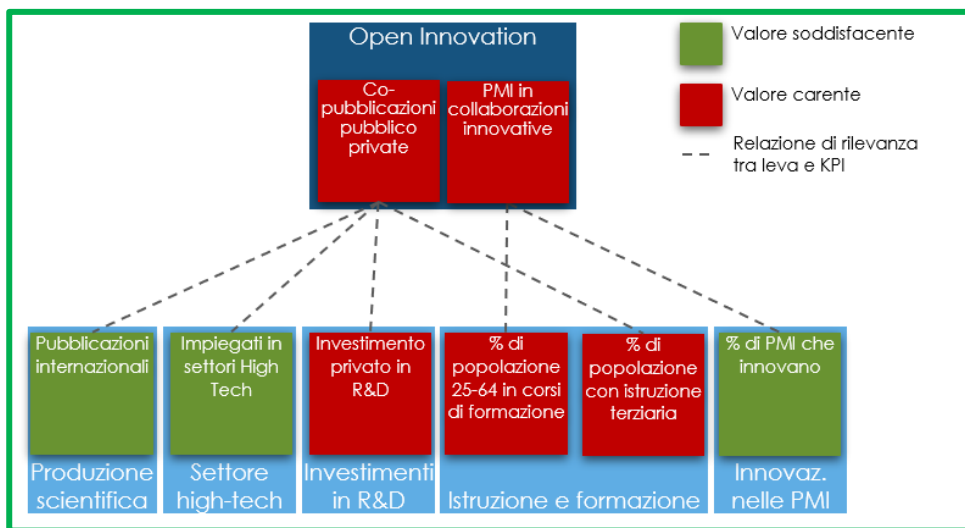 Open Innovation
Co-
pubblicazioni
pubblico
private
PMI in
collaborazioni
innovative
Valore soddisfacente
Valore carente
Relazione di rilevanza
tra leva e KPI
Pubblicazioni
internazionali
Impiegati in
settori High
Tech
Investimento
privato in
R&D
% di
popolazione
25-64 in corsi
di formazione
% di
popolazione
con istruzione
terziaria
% di PMI che
innovano
Produzione
scientifica
Settore
high-tech
Investimenti
in R&D
Istruzione e formazione
Innovaz.
nelle PMI